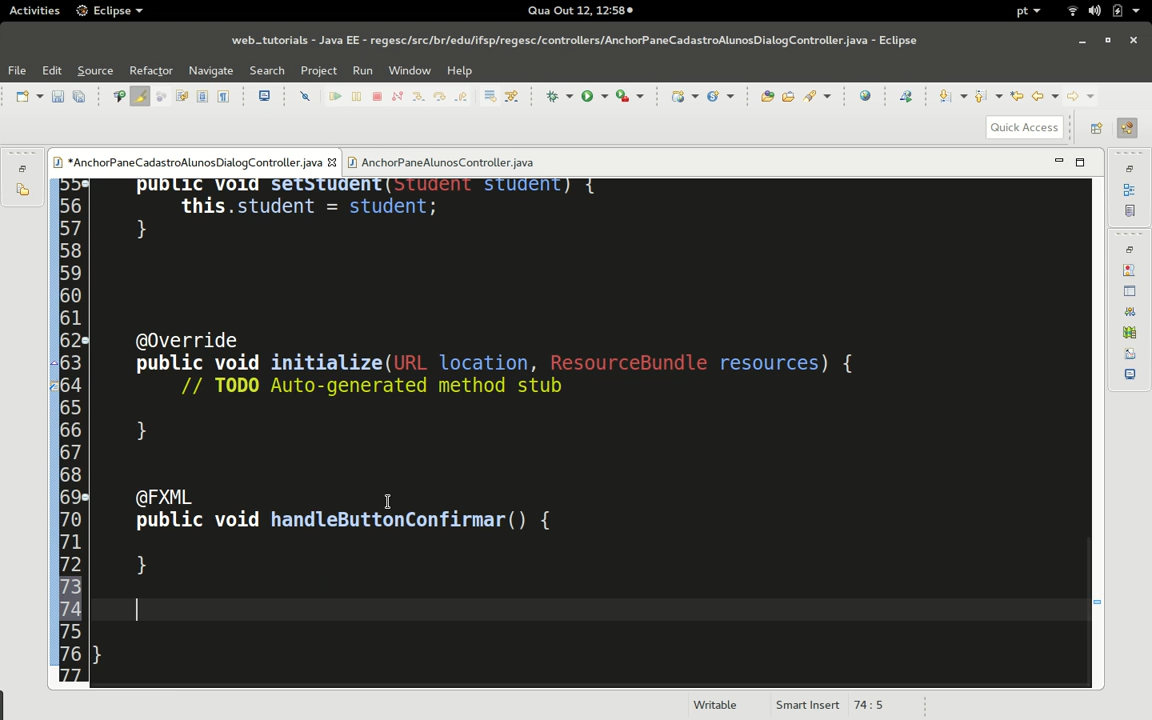 Activities Eclipse Qua Out 12, 12:58 pt
web_tutorials - Java EE - regesc/src/br/edu/ifsp/regesc/controllers/AnchorPaneCadastroAlunosDialogController.java - Eclipse
File Edit Source Refactor Navigate Search Project Run Window Help
Quick Access
*AnchorPaneCadastroAlunosDialogController.java AnchorPaneAlunosController.java
55 public void setStudent(Student student) {
56 this.student = student;
57 }
58
59
60
61
62 @Override
63 public void initialize(URL location, ResourceBundle resources) {
64 // TODO Auto-generated method stub
65
66 }
67
68
69 @FXML
70 public void handleButtonConfirmar() {
71
72 }
73
74
75
76 }
77
Writable Smart Insert 74 : 5